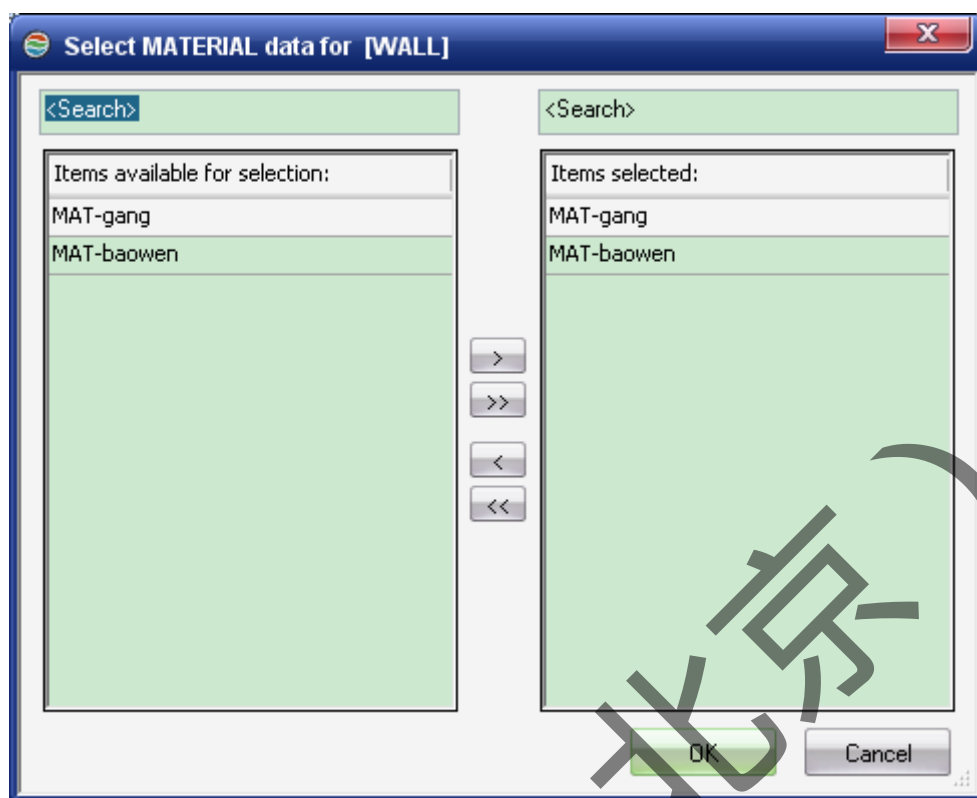 Select MATERIAL data for [WALL]
<Search>
<Search>
Items available for selection:
Items selected:
MAT-gang
MAT-gang
MAT-baowen
MAT-baowen
>
>>
<
<<
OK
Cancel
北京）